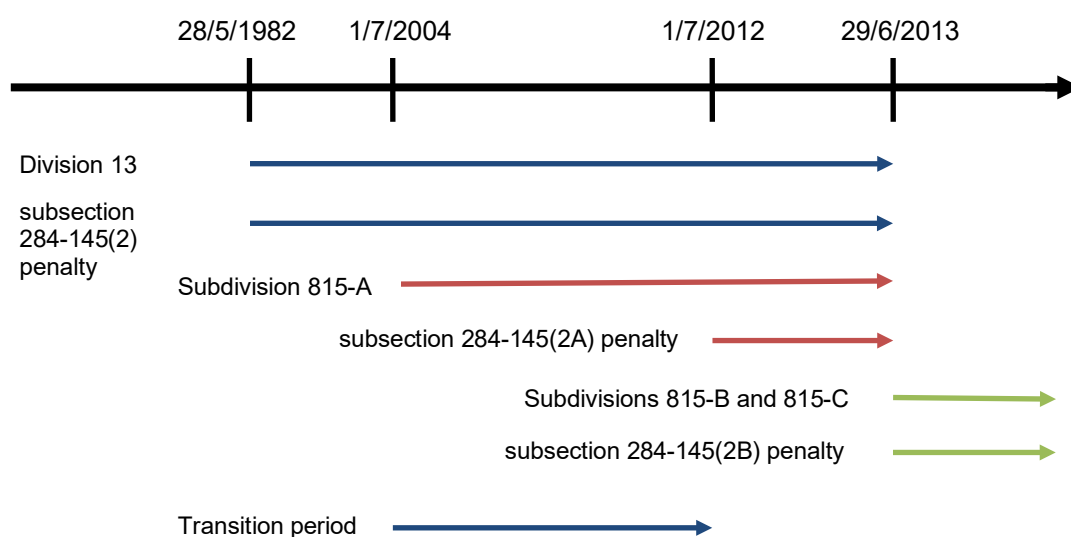 28/5/1982 1/7/2004 1/7/2012 29/6/2013
Division 13
subsection
284-145(2)
penalty
Subdivision 815-A
subsection 284-145(2A) penalty
Subdivisions 815-B and 815-C
subsection 284-145(2B) penalty
Transition period